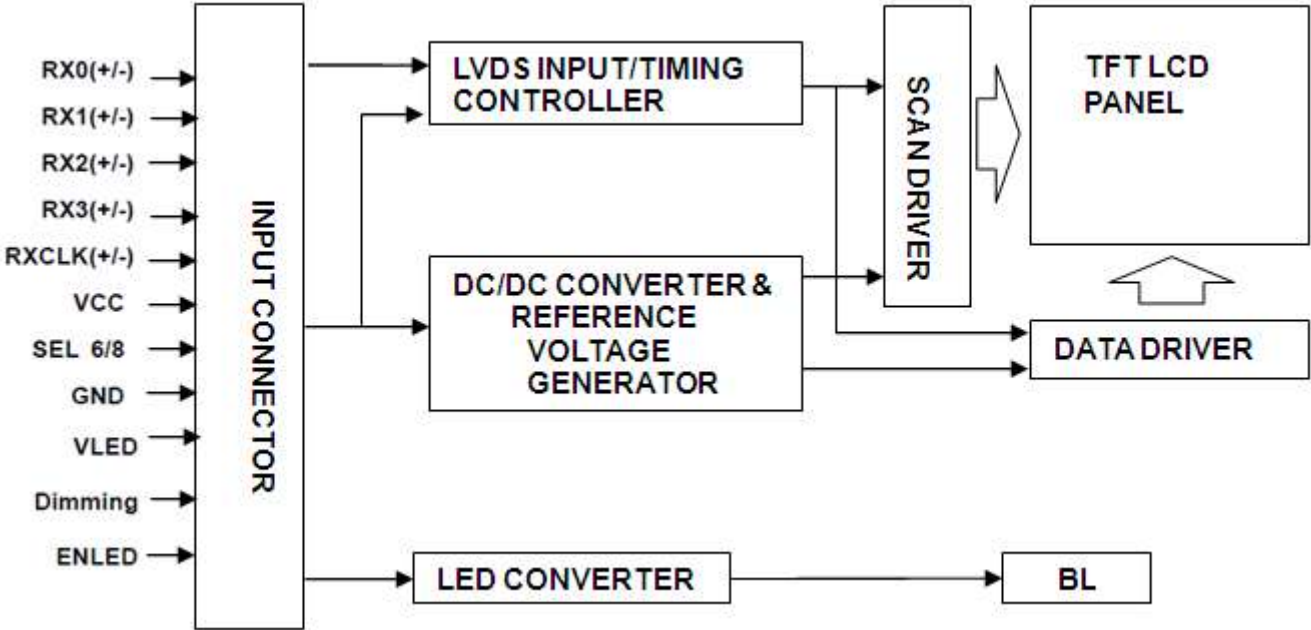 RX0(+/-)
RX1(+/-)
RX2(+/-)
RX3(+/-)
RXCLK(+/-)
VCC
SEL 6/8
GND
VLED
Dimming
ENLED
INPUT CONNECTOR
LVDS INPUT/TIMING
CONTROLLER
DC/DC CONVERTER &
REFERENCE
VOLTAGE
GENERATOR
LED CONVERTER
SCAN DRIVER
TFT LCD
PANEL
DATA DRIVER
BL